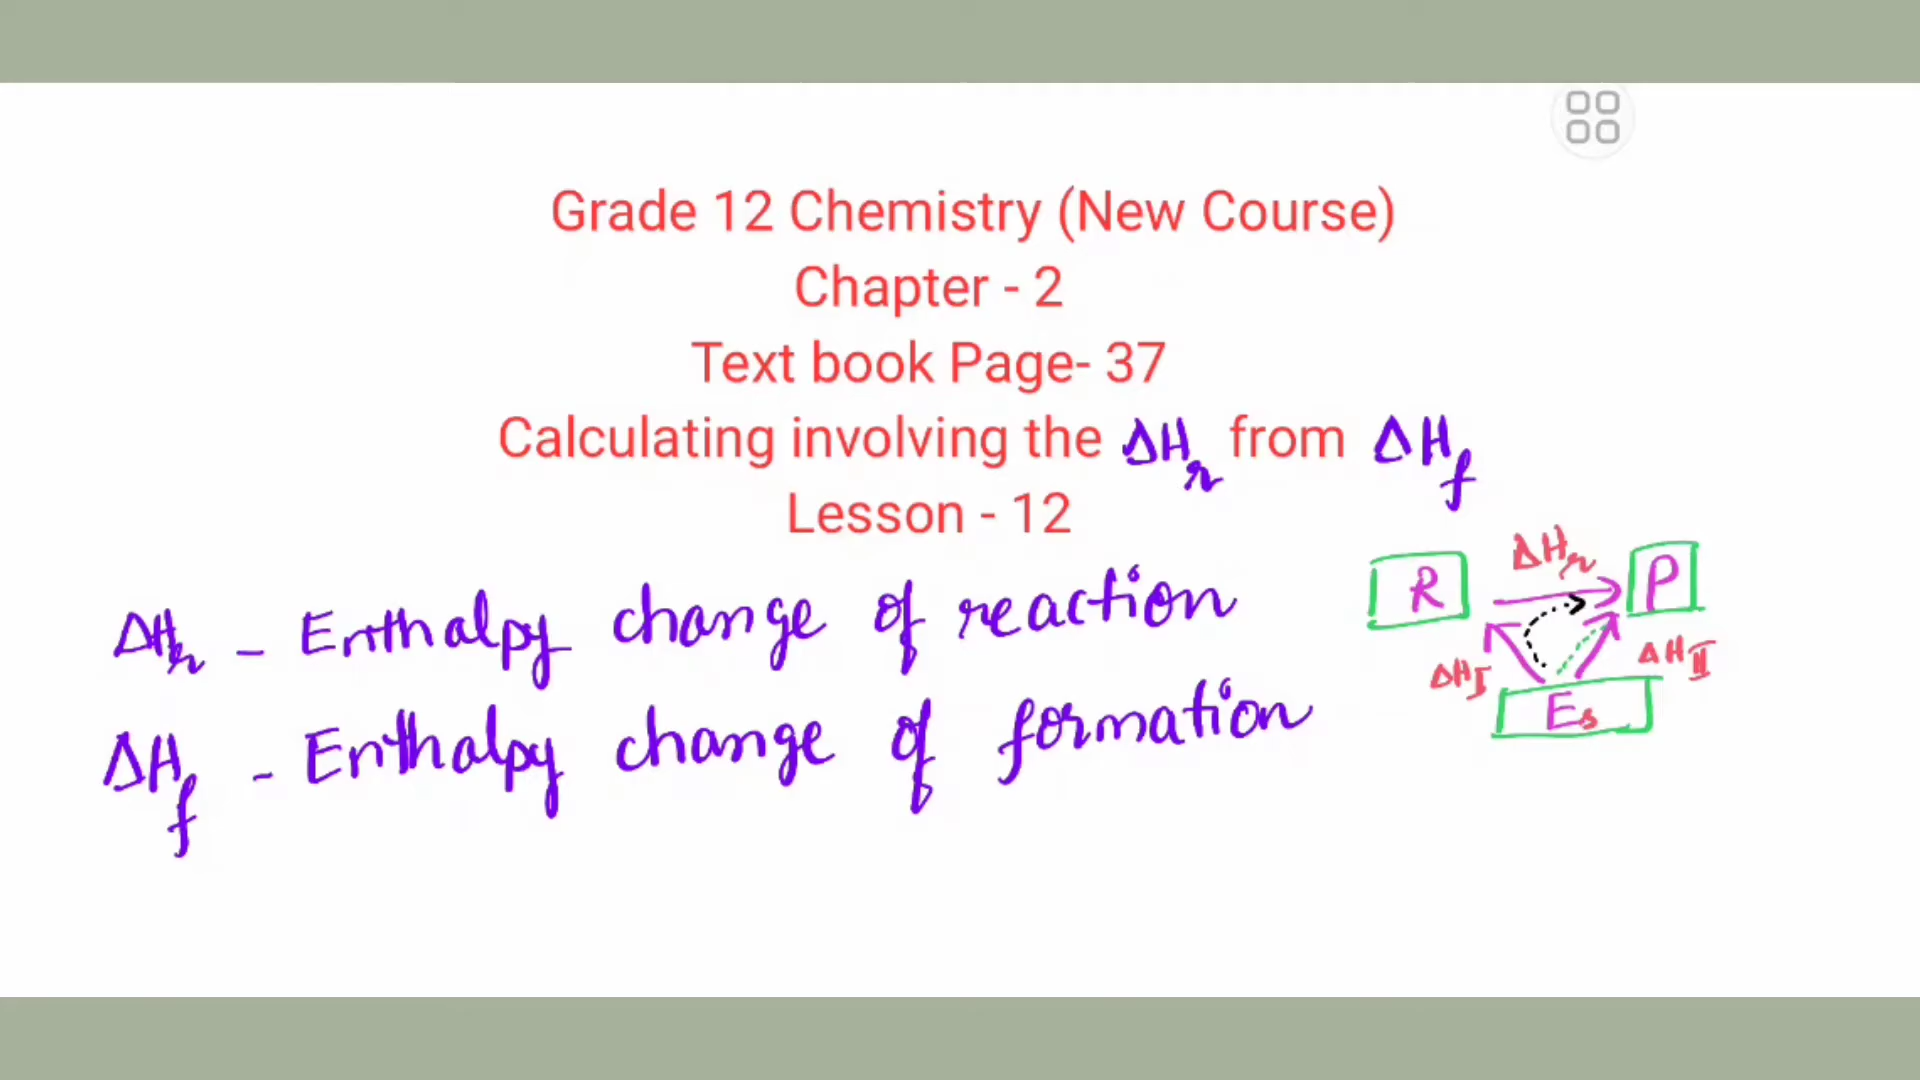 Grade 12 Chemistry (New Course)
Chapter - 2
Text book Page- 37
Calculating involving the ΔHr from ΔHf
Lesson - 12
ΔHr - Enthalpy change of reaction
ΔHf - Enthalpy change of formation
R ΔHr P
ΔHI ΔHII
Es